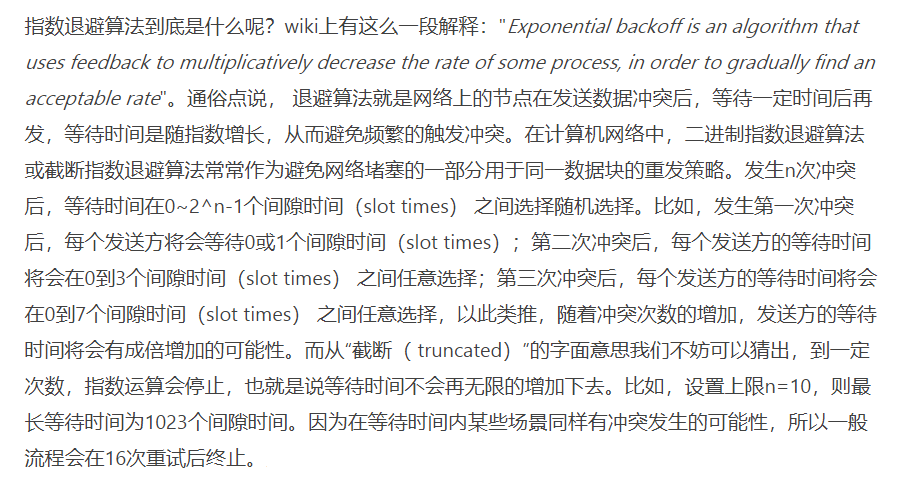 指数退避算法到底是什么呢？wiki上有这么一段解释："Exponential backoff is an algorithm that
uses feedback to multiplicatively decrease the rate of some process, in order to gradually find an
acceptable rate"。通俗点说， 退避算法就是网络上的节点在发送数据冲突后，等待一定时间后再
发，等待时间是随指数增长，从而避免频繁的触发冲突。在计算机网络中，二进制指数退避算法
或截断指数退避算法常常作为避免网络堵塞的一部分用于同一数据块的重发策略。发生n次冲突
后，等待时间在0~2^n-1个间隙时间（slot times） 之间选择随机选择。比如，发生第一次冲突
后，每个发送方将会等待0或1个间隙时间（slot times）；第二次冲突后，每个发送方的等待时间
将会在0到3个间隙时间（slot times） 之间任意选择；第三次冲突后，每个发送方的等待时间将会
在0到7个间隙时间（slot times） 之间任意选择，以此类推，随着冲突次数的增加，发送方的等待
时间将会有成倍增加的可能性。而从“截断（ truncated）”的字面意思我们不妨可以猜出，到一定
次数，指数运算会停止，也就是说等待时间不会再无限的增加下去。比如，设置上限n=10，则最
长等待时间为1023个间隙时间。因为在等待时间内某些场景同样有冲突发生的可能性，所以一般
流程会在16次重试后终止。